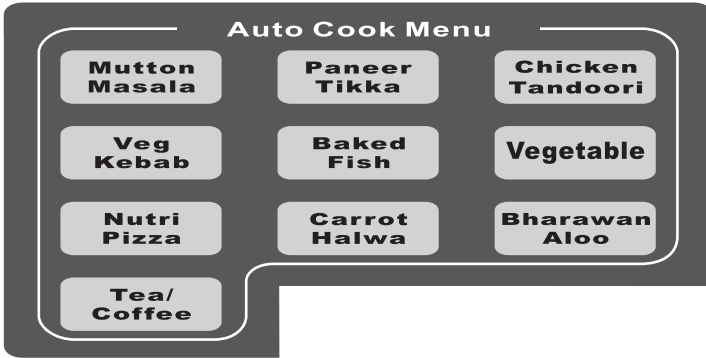 Auto Cook Menu
Mutton
Masala
Paneer
Tikka
Chicken
Tandoori
Veg
Kebab
Baked
Fish
Vegetable
Nutri
Pizza
Carrot
Halwa
Bharawan
Aloo
Tea/
Coffee